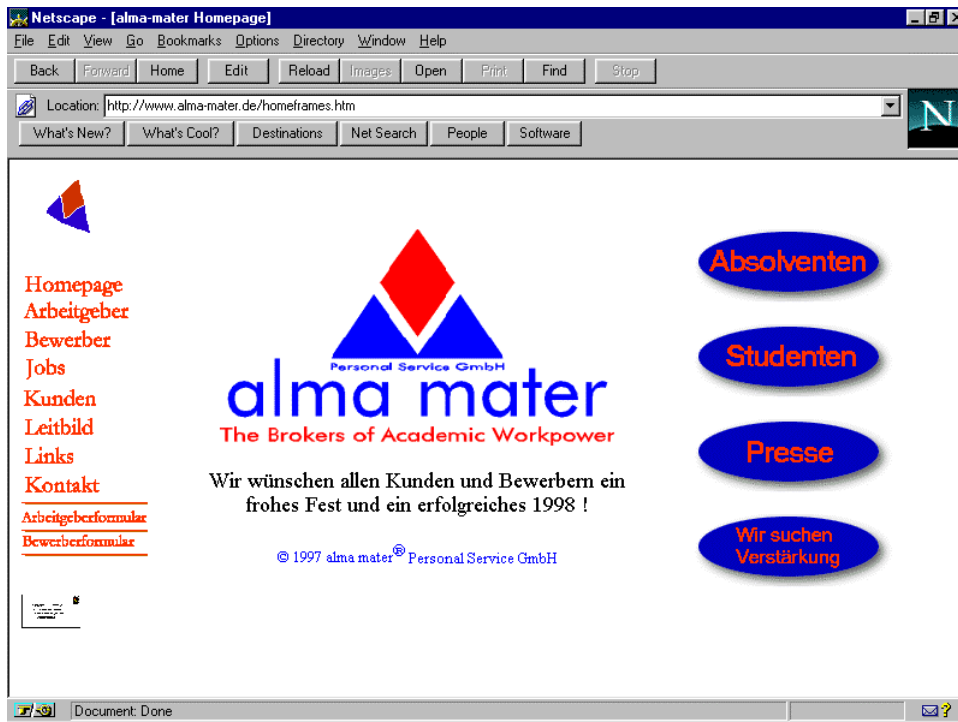 Netscape - [alma-mater Homepage]
File Edit View Go Bookmarks Options Directory Window Help
Back Forward Home Edit Reload Images Open Print Find Stop
Location: http://www.alma-mater.de/homeframes.htm
N
What's New? What's Cool? Destinations Net Search People Software
Homepage
Arbeitgeber
Bewerber
Jobs
Kunden
Leitbild
Links
Kontakt
Arbeitgeberformular
Bewerberformular
Personal Service GmbH
alma mater
The Brokers of Academic Workpower
Wir wünschen allen Kunden und Bewerbern ein
frohes Fest und ein erfolgreiches 1998 !
© 1997 alma mater® Personal Service GmbH
Absolventen
Studenten
Presse
Wir suchen
Verstärkung
Document: Done